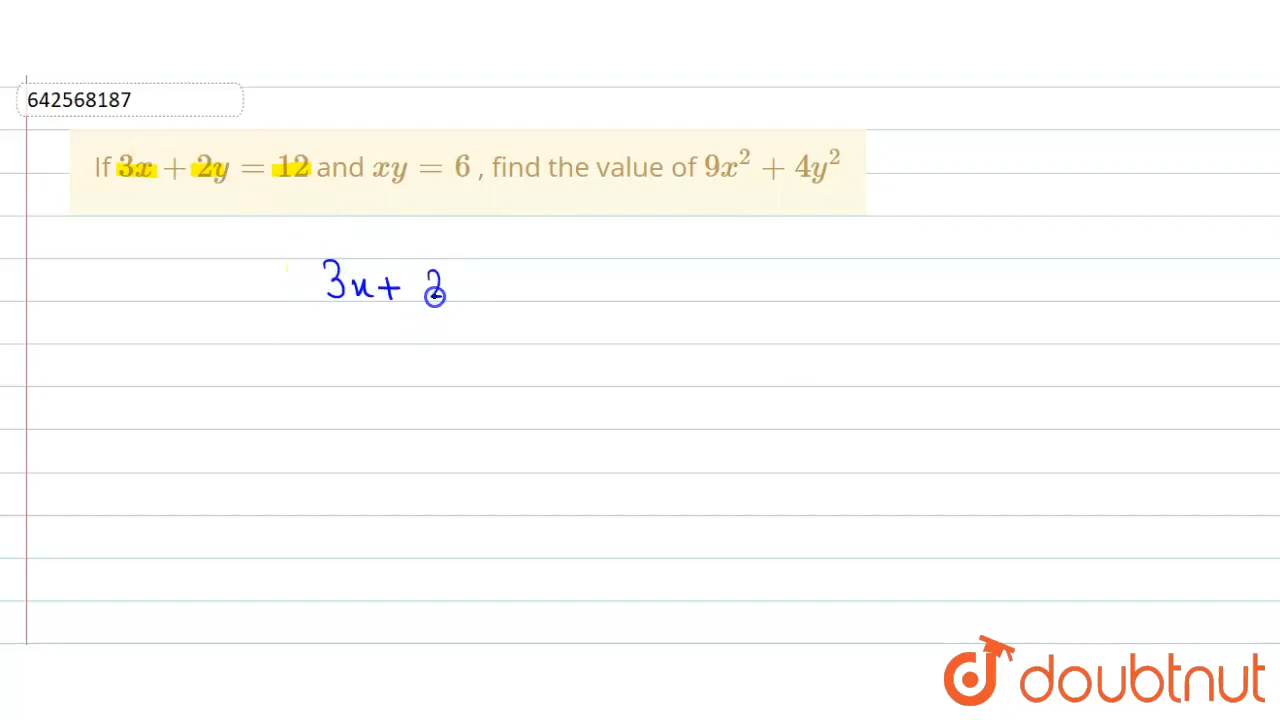 642568187
If 3x + 2y = 12 and xy = 6 , find the value of 9x² + 4y²
3x+ 2
doubtnut